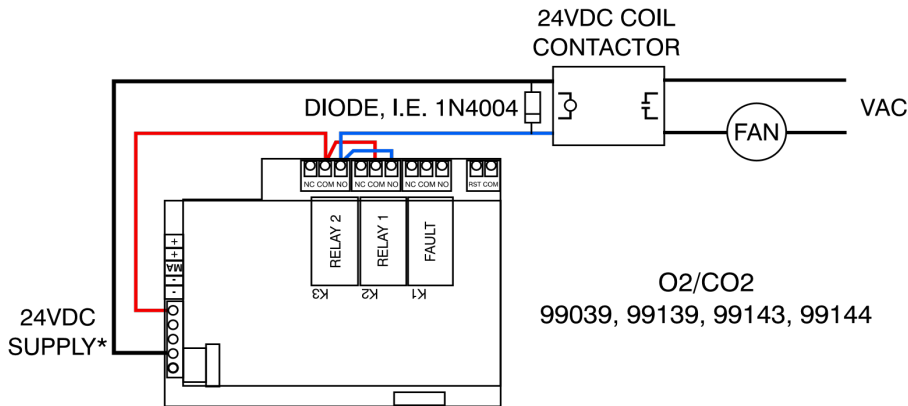 24VDC COIL
CONTACTOR
DIODE, I.E. 1N4004
VAC
FAN
NC COM NO NC COM NO NC COM NO RST COM
RELAY 2
RELAY 1
FAULT
K3
K2
K1
+
+
MA
-
-
24VDC
SUPPLY*
O2/CO2
99039, 99139, 99143, 99144